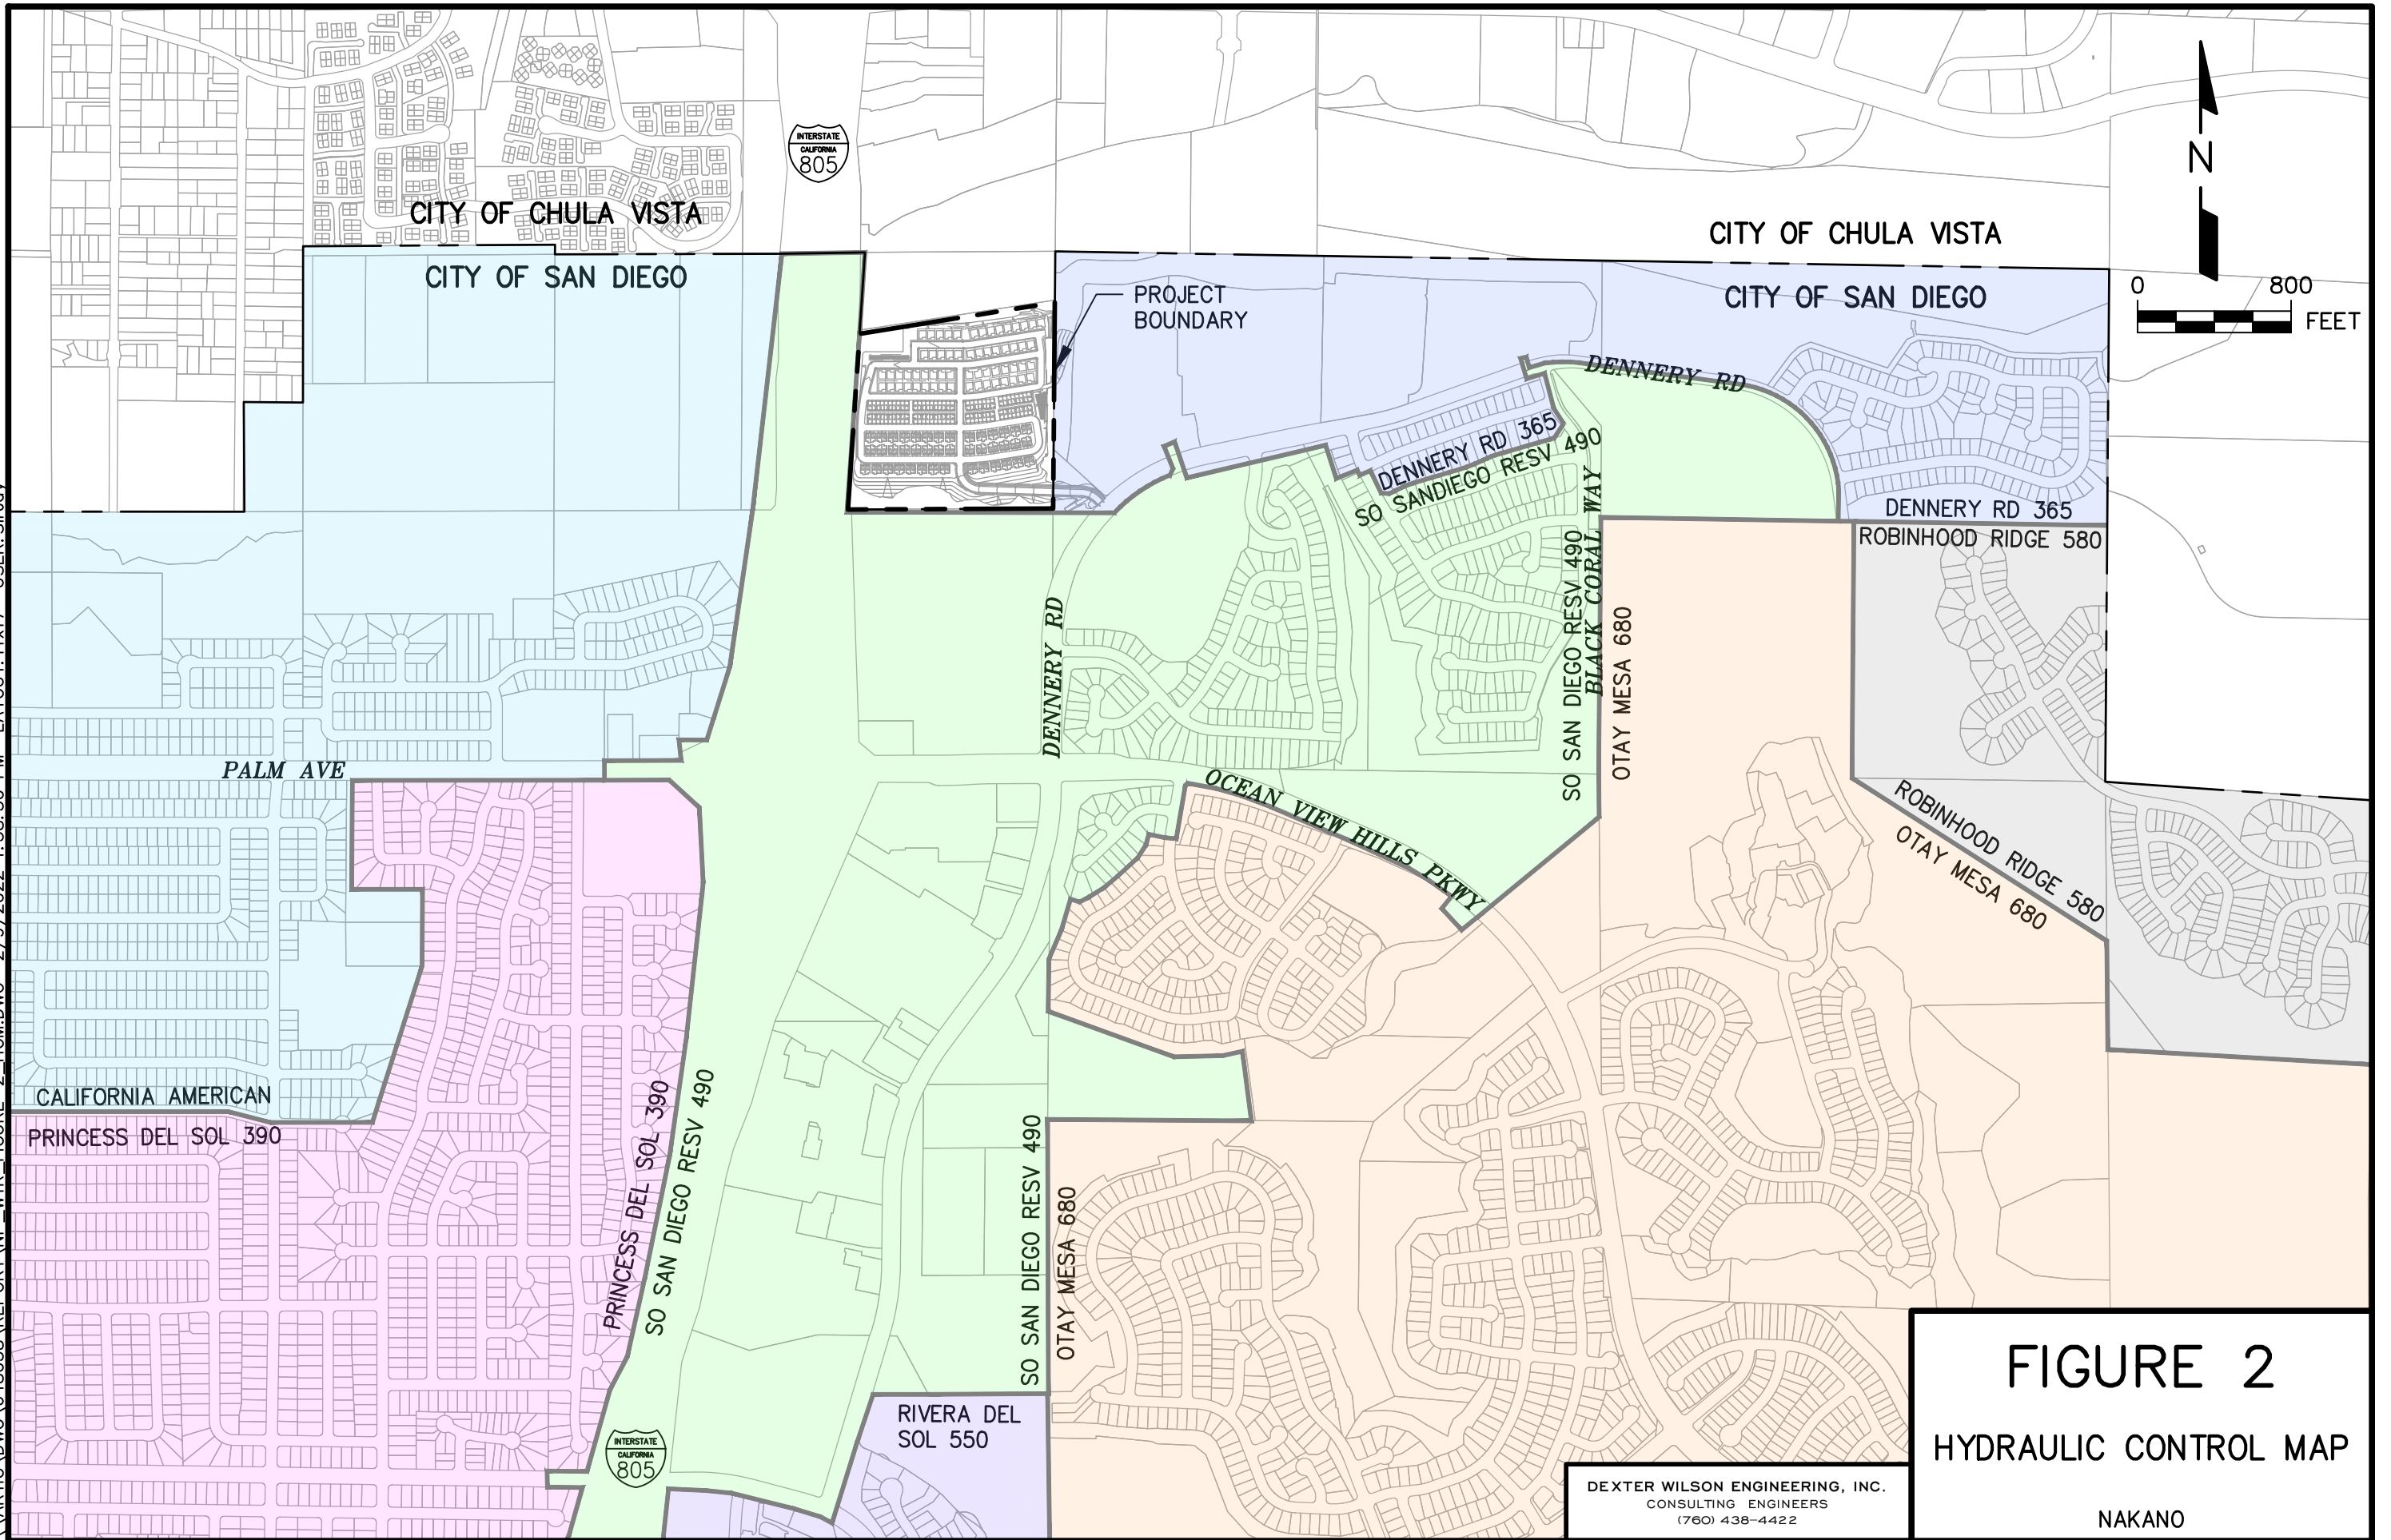 INTERSTATE
CALIFORNIA
805
N
CITY OF CHULA VISTA
CITY OF CHULA VISTA
CITY OF SAN DIEGO
PROJECT
BOUNDARY
CITY OF SAN DIEGO
0 800
FEET
DENNERY RD
DENNERY RD 365
SO SANDIEGO RESV 490
DENNERY RD 365
ROBINHOOD RIDGE 580
BLACK CORAL WAY
SO SAN DIEGO RESV 490
OTAY MESA 680
DENNERY RD
PALM AVE
OCEAN VIEW HILLS PKWY
ROBINHOOD RIDGE 580
OTAY MESA 680
CALIFORNIA AMERICAN
PRINCESS DEL SOL 390
PRINCESS DEL SOL 390
SO SAN DIEGO RESV 490
SO SAN DIEGO RESV 490
OTAY MESA 680
RIVERA DEL
SOL 550
INTERSTATE
CALIFORNIA
805
FIGURE 2
HYDRAULIC CONTROL MAP
NAKANO
DEXTER WILSON ENGINEERING, INC.
CONSULTING ENGINEERS
(760) 438-4422